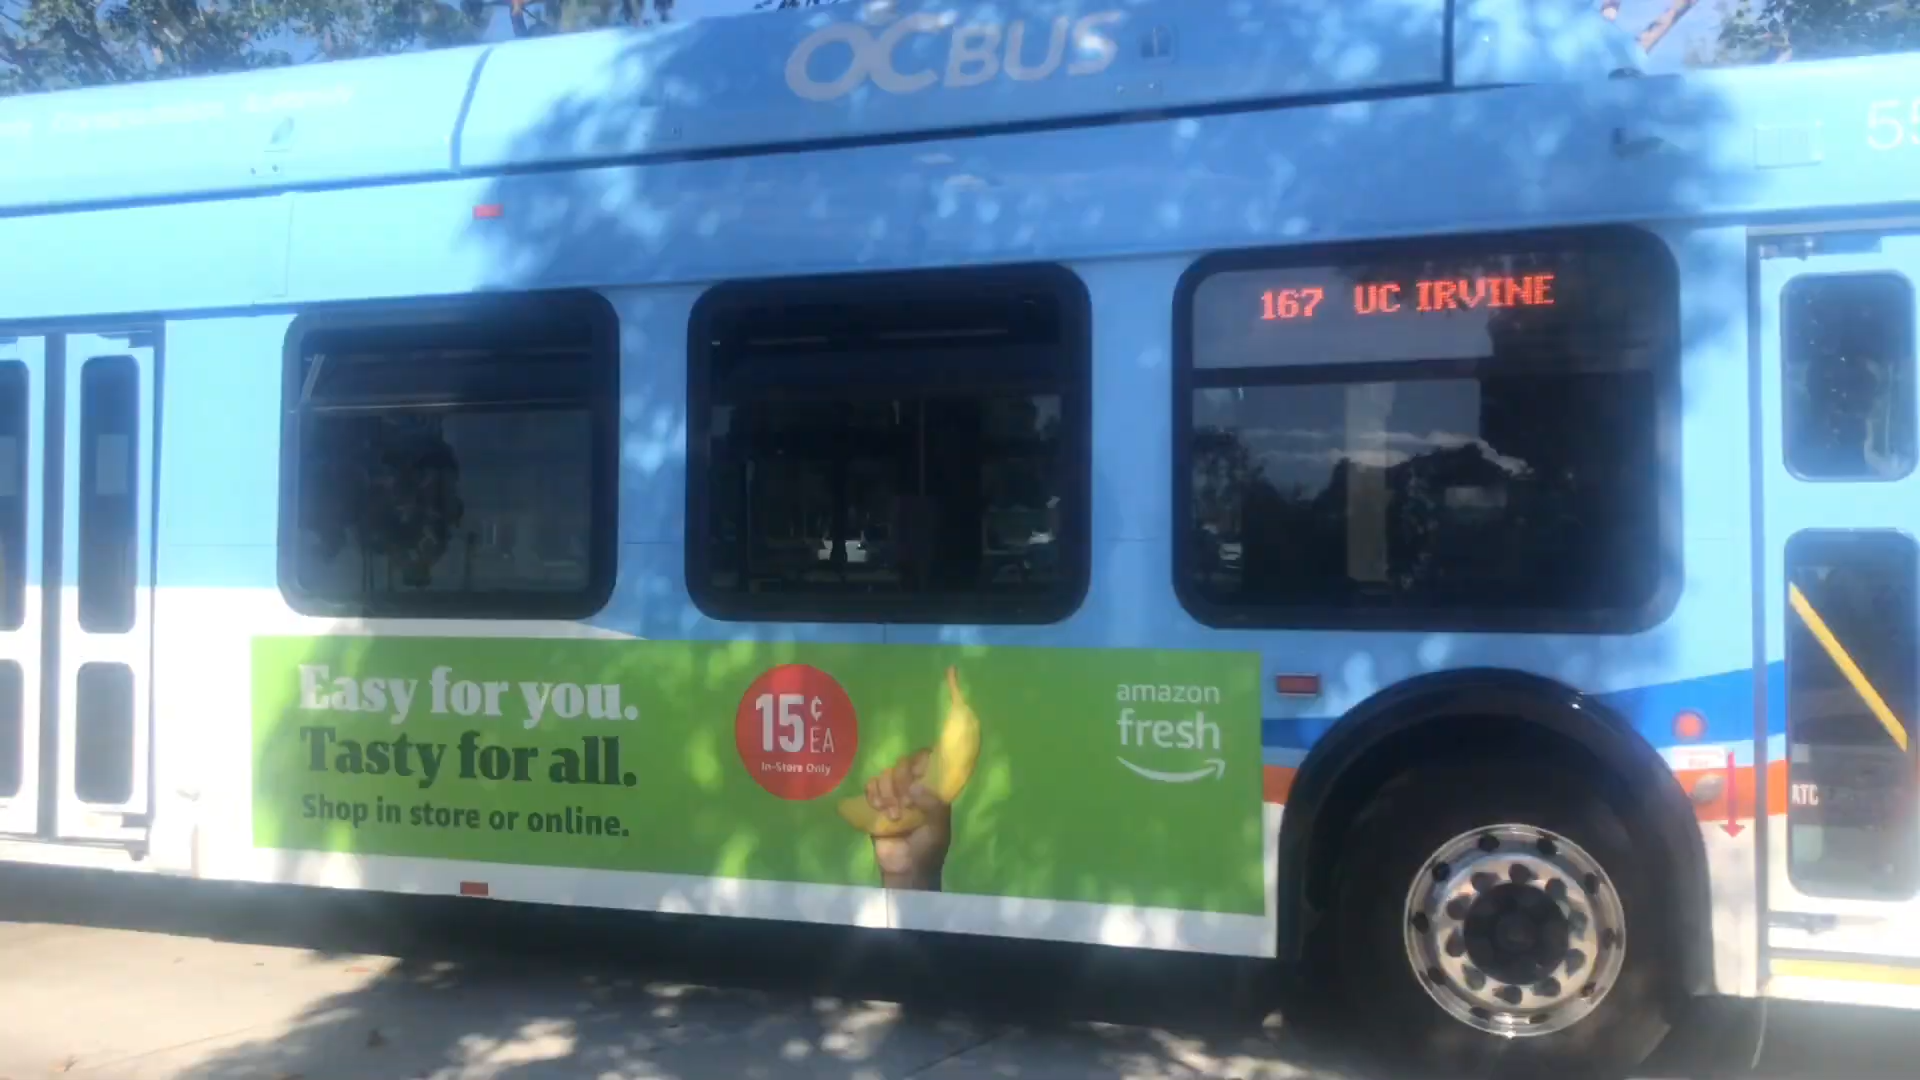 OCBUS
167 UC IRVINE
Easy for you.
Tasty for all.
Shop in store or online.
15¢
EA
In-Store Only
amazon
fresh